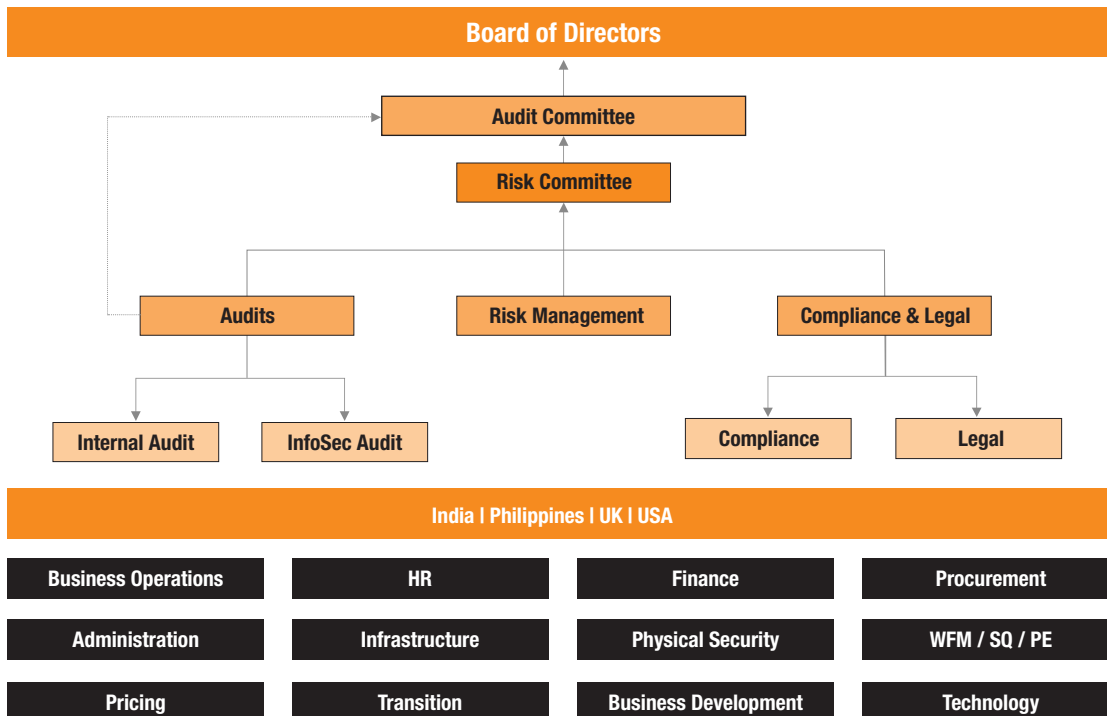 Board of Directors
Audit Committee
Risk Committee
Audits
Risk Management
Compliance & Legal
Internal Audit
InfoSec Audit
Compliance
Legal
India | Philippines | UK | USA
Business Operations
HR
Finance
Procurement
Administration
Infrastructure
Physical Security
WFM / SQ / PE
Pricing
Transition
Business Development
Technology